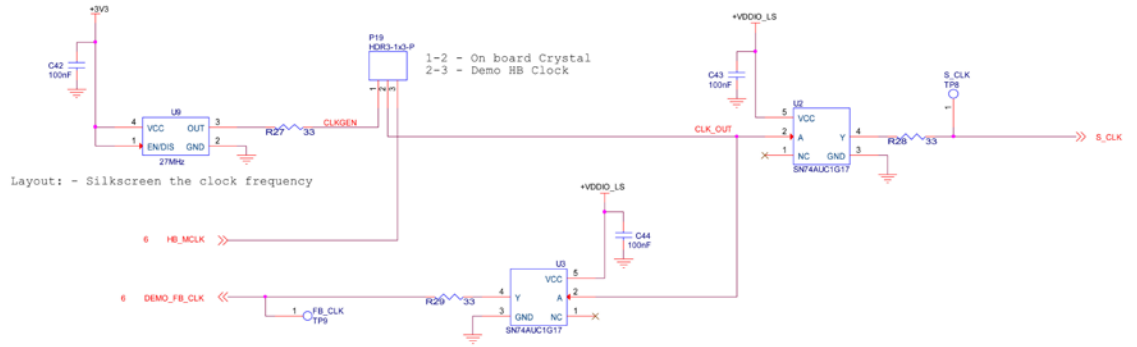 +3V3
C42
100nF
U9
4
VCC
OUT
3
1
EN/DIS
GND
2
27MHz
R27
33
CLKGEN
P19
HDR3-1x3-P
1
2
3
1-2 - On board Crystal
2-3 - Demo HB Clock
Layout: - Silkscreen the clock frequency
6
HB_MCLK
+VDDIO_LS
C43
100nF
U2
5
VCC
CLK_OUT
2
A
Y
4
1
NC
GND
3
SN74AUC1G17
R28
33
S_CLK
TP8
1
S_CLK
+VDDIO_LS
C44
100nF
U3
VCC
5
4
Y
A
2
3
GND
NC
1
SN74AUC1G17
R29
33
6
DEMO_FB_CLK
1
FB_CLK
TP9